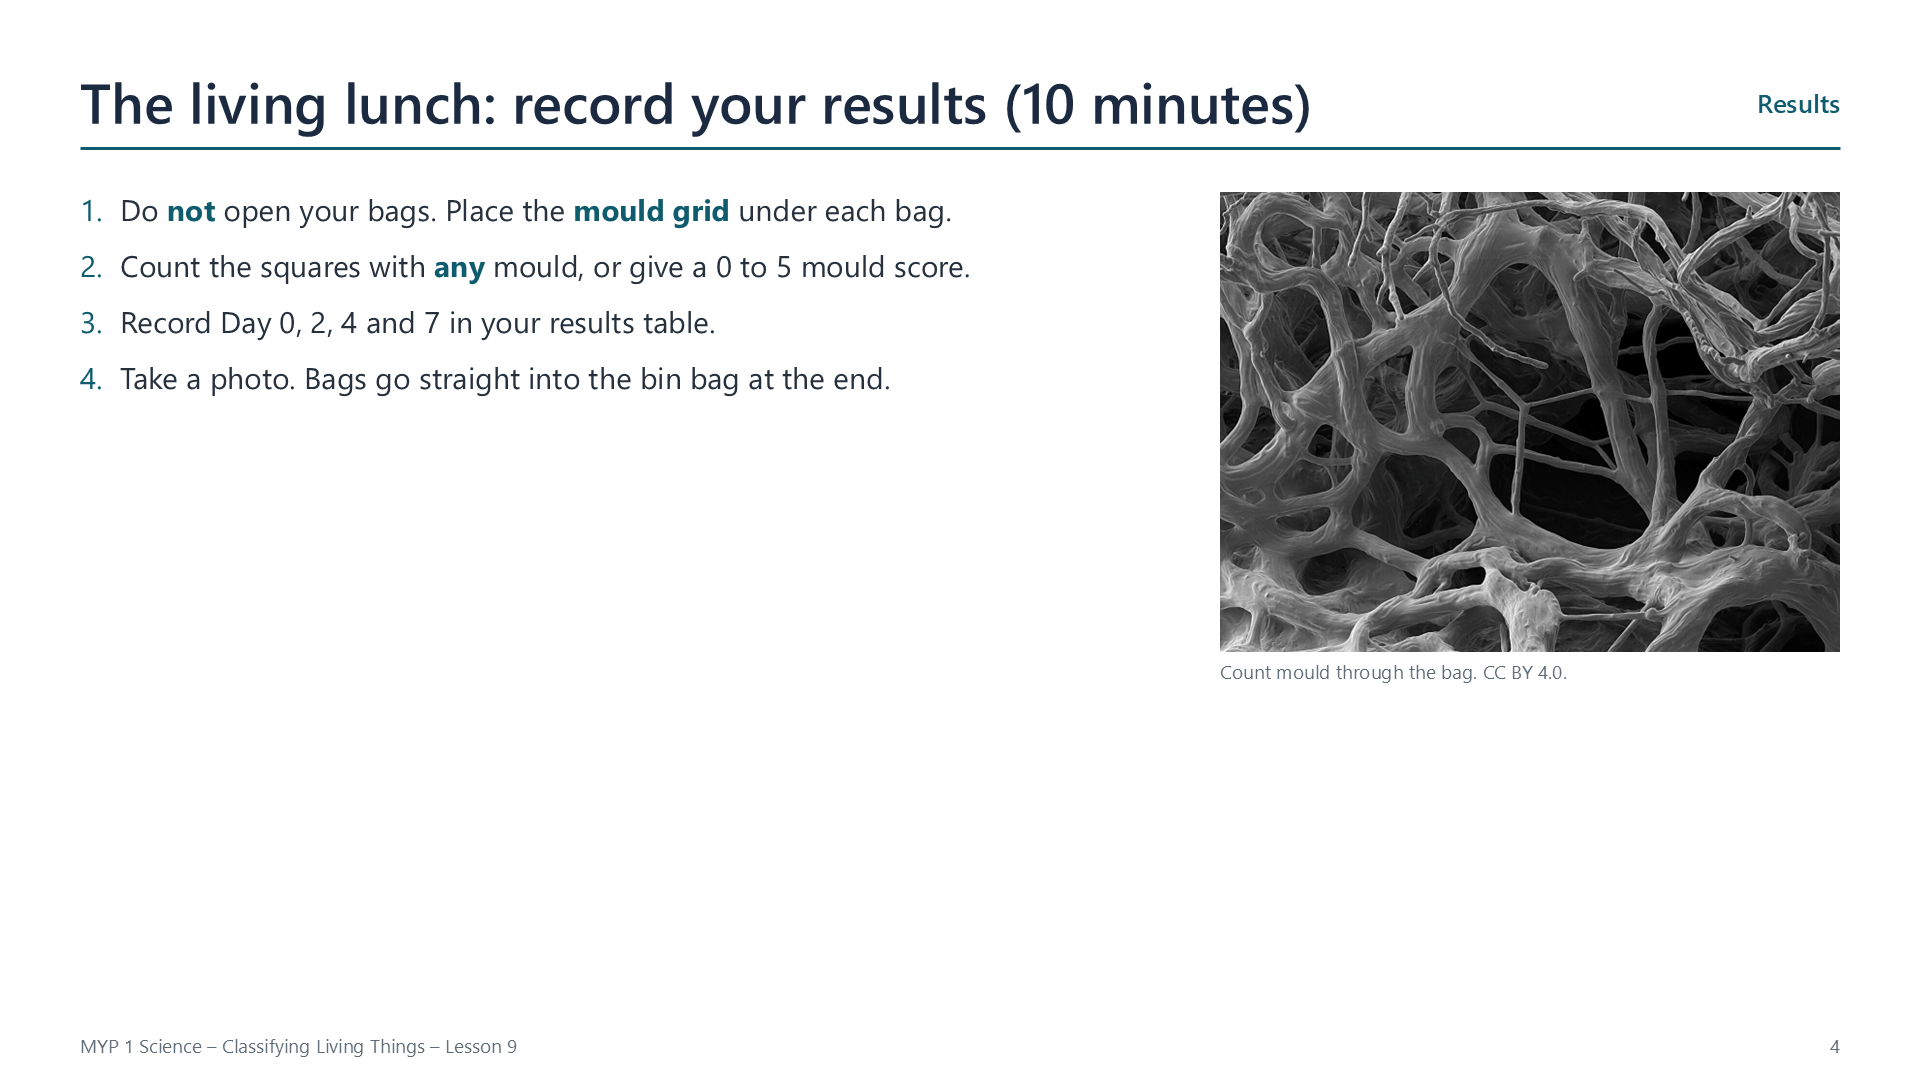 The living lunch: record your results (10 minutes)
Results
1. Do not open your bags. Place the mould grid under each bag.
2. Count the squares with any mould, or give a 0 to 5 mould score.
3. Record Day 0, 2, 4 and 7 in your results table.
4. Take a photo. Bags go straight into the bin bag at the end.
Count mould through the bag. CC BY 4.0.
MYP 1 Science – Classifying Living Things – Lesson 9
4